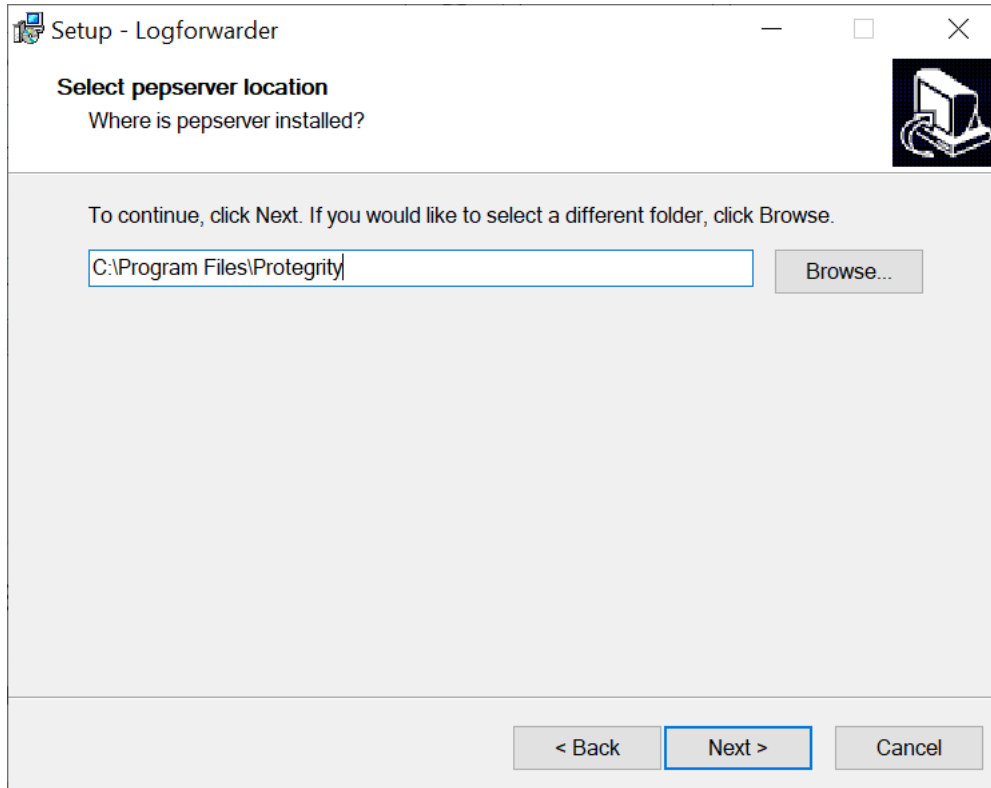 Setup - Logforwarder
Select pepserver location
Where is pepserver installed?
To continue, click Next. If you would like to select a different folder, click Browse.
C:\Program Files\Protegrity
Browse...
< Back
Next >
Cancel